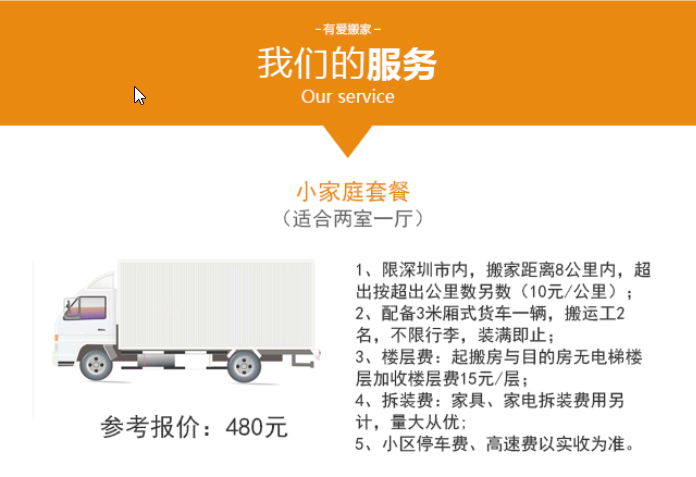 －有爱搬家－
我们的服务
Our service
小家庭套餐
（适合两室一厅）
1、限深圳市内，搬家距离8公里内，超
出按超出公里数另数（10元/公里）；
2、配备3米厢式货车一辆，搬运工2
名，不限行李，装满即止；
3、楼层费：起搬房与目的房无电梯楼
层加收楼层费15元/层；
4、拆装费：家具、家电拆装费用另
计，量大从优；
5、小区停车费、高速费以实收为准。
参考报价：480元